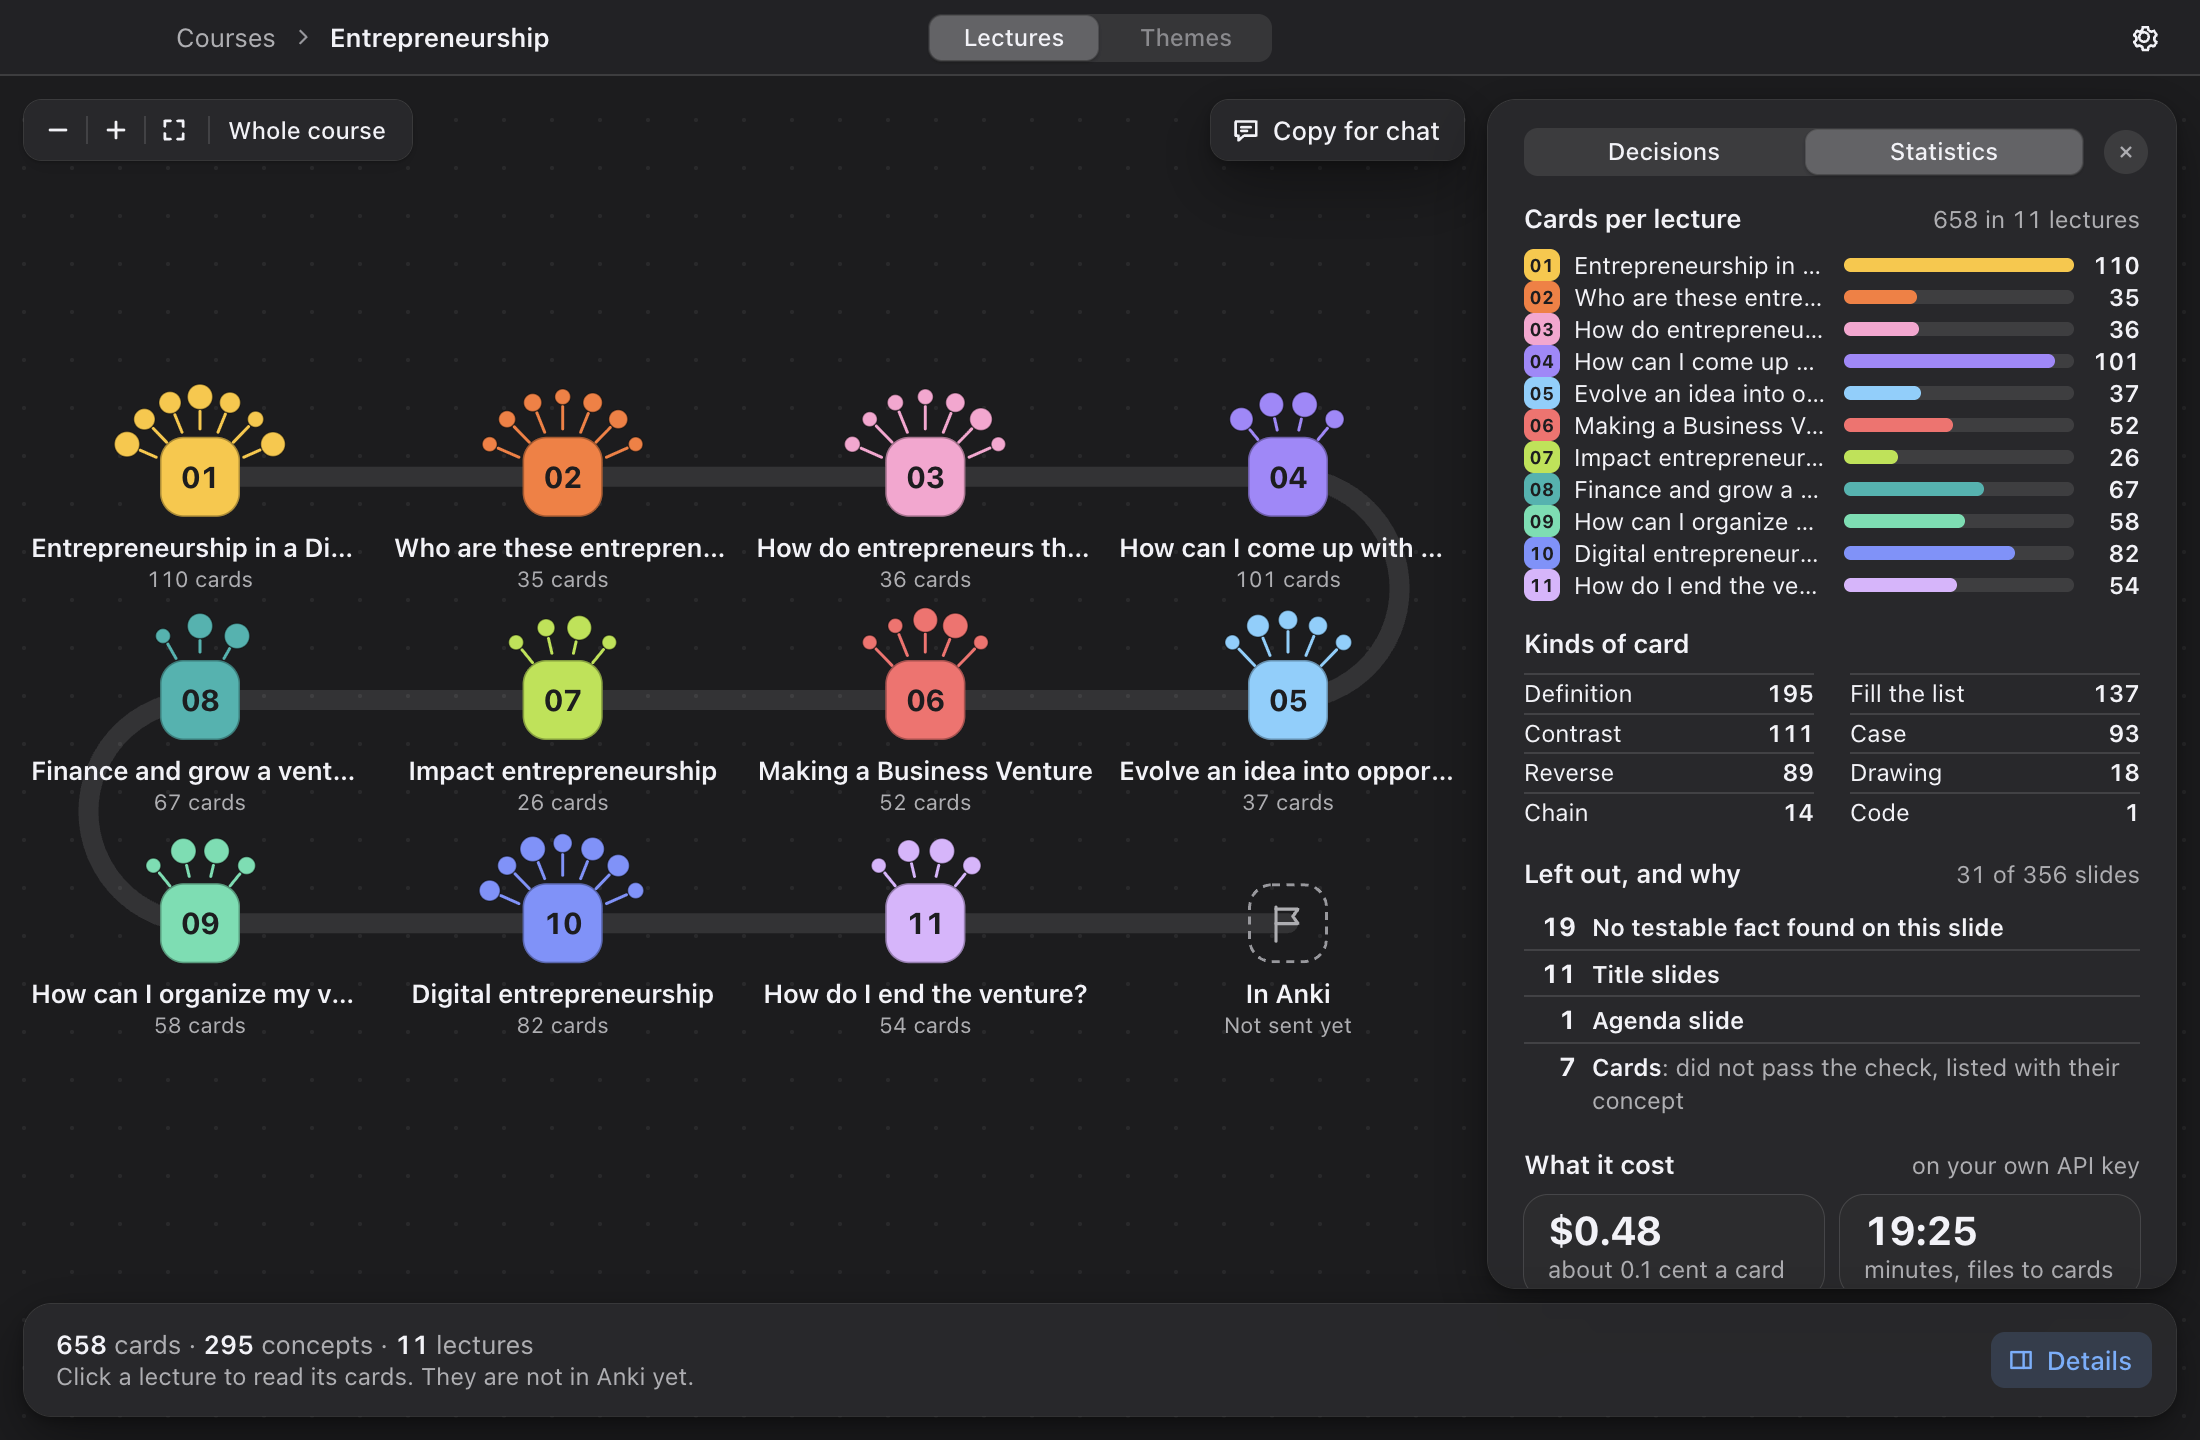 Courses > Entrepreneurship
Lectures
Themes
Whole course
Copy for chat
01
Entrepreneurship in a Di...
110 cards
02
Who are these entrepren...
35 cards
03
How do entrepreneurs th...
36 cards
04
How can I come up with ...
101 cards
08
Finance and grow a vent...
67 cards
07
Impact entrepreneurship
26 cards
06
Making a Business Venture
52 cards
05
Evolve an idea into oppor...
37 cards
09
How can I organize my v...
58 cards
10
Digital entrepreneurship
82 cards
11
How do I end the venture?
54 cards
In Anki
Not sent yet
Decisions
Statistics
Cards per lecture 658 in 11 lectures
01 Entrepreneurship in ... 110
02 Who are these entre... 35
03 How do entrepreneu... 36
04 How can I come up ... 101
05 Evolve an idea into o... 37
06 Making a Business V... 52
07 Impact entrepreneur... 26
08 Finance and grow a ... 67
09 How can I organize ... 58
10 Digital entrepreneur... 82
11 How do I end the ve... 54
Kinds of card
Definition 195 Fill the list 137
Contrast 111 Case 93
Reverse 89 Drawing 18
Chain 14 Code 1
Left out, and why 31 of 356 slides
19 No testable fact found on this slide
11 Title slides
1 Agenda slide
7 Cards: did not pass the check, listed with their
concept
What it cost on your own API key
$0.48
about 0.1 cent a card
19:25
minutes, files to cards
658 cards · 295 concepts · 11 lectures
Click a lecture to read its cards. They are not in Anki yet.
Details